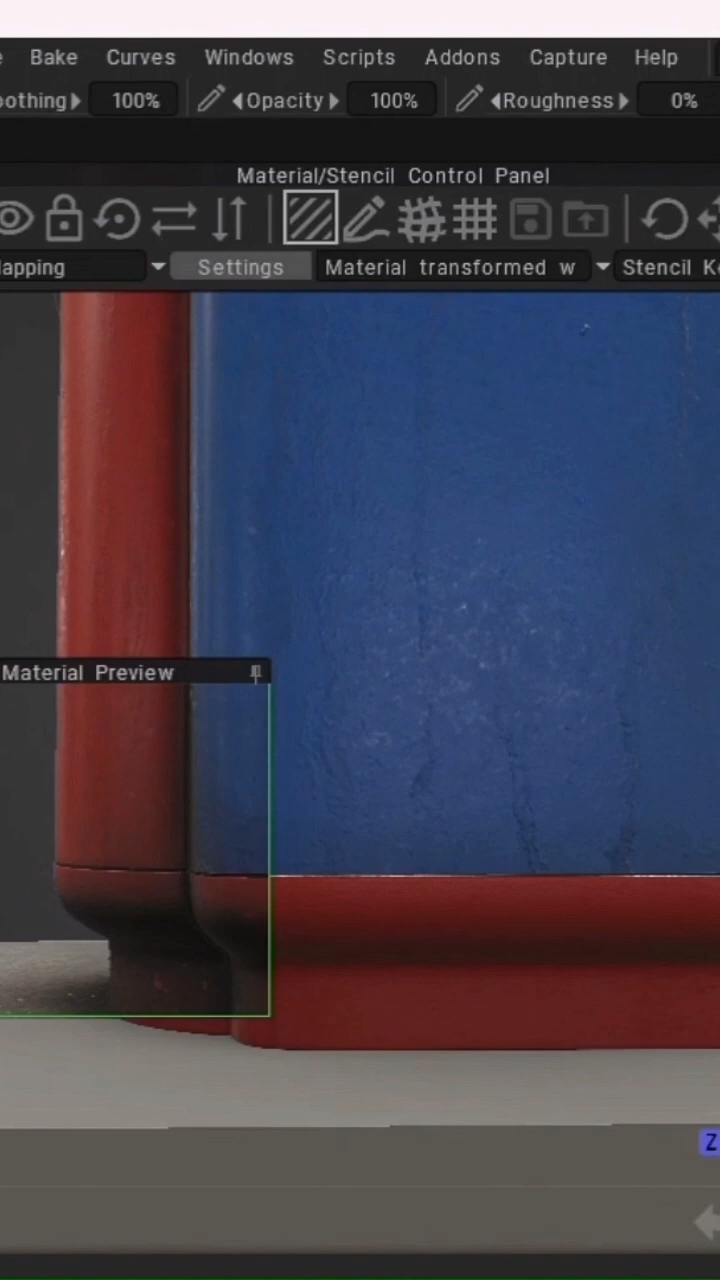 Bake Curves Windows Scripts Addons Capture Help
oothing 100% Opacity 100% Roughness 0%
Material/Stencil Control Panel
apping Settings Material transformed w Stencil K
Material Preview
Z